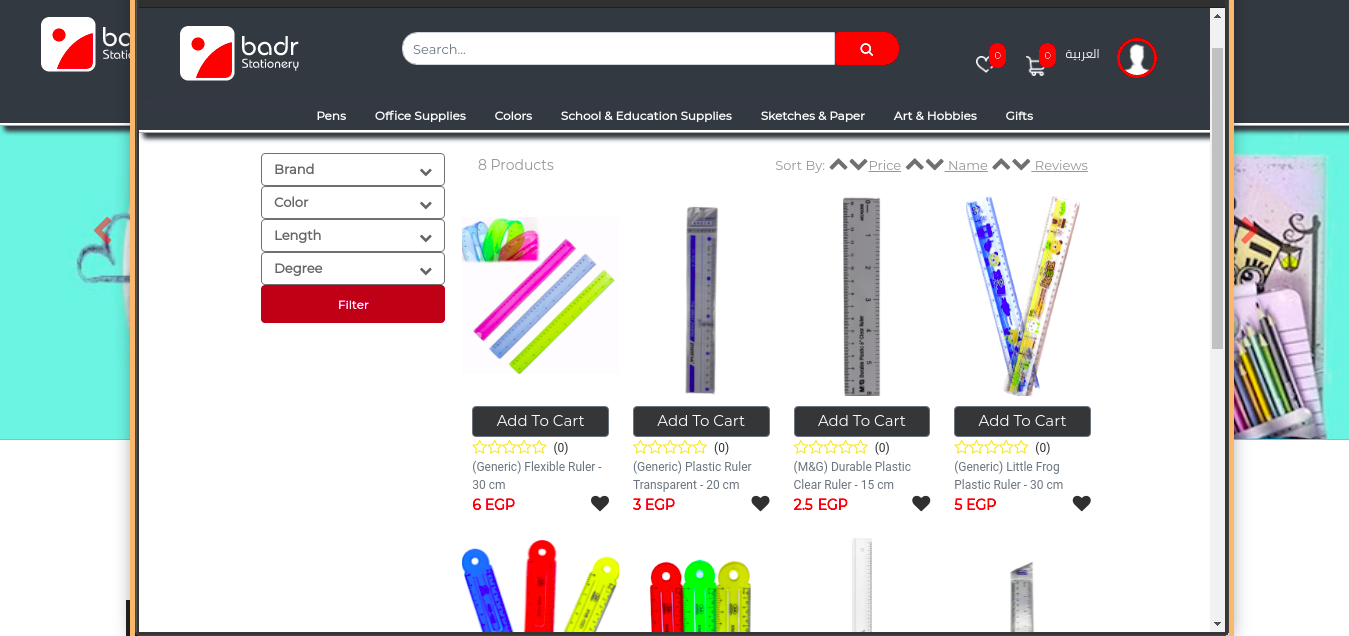 badr
Stationery
Search...
0
0
العربية
Pens Office Supplies Colors School & Education Supplies Sketches & Paper Art & Hobbies Gifts
Brand
Color
Length
Degree
Filter
8 Products
Sort By: Price Name Reviews
Add To Cart Add To Cart Add To Cart Add To Cart
(0) (0) (0) (0)
(Generic) Flexible Ruler - 30 cm
6 EGP
(Generic) Plastic Ruler Transparent - 20 cm
3 EGP
(M&G) Durable Plastic Clear Ruler - 15 cm
2.5 EGP
(Generic) Little Frog Plastic Ruler - 30 cm
5 EGP